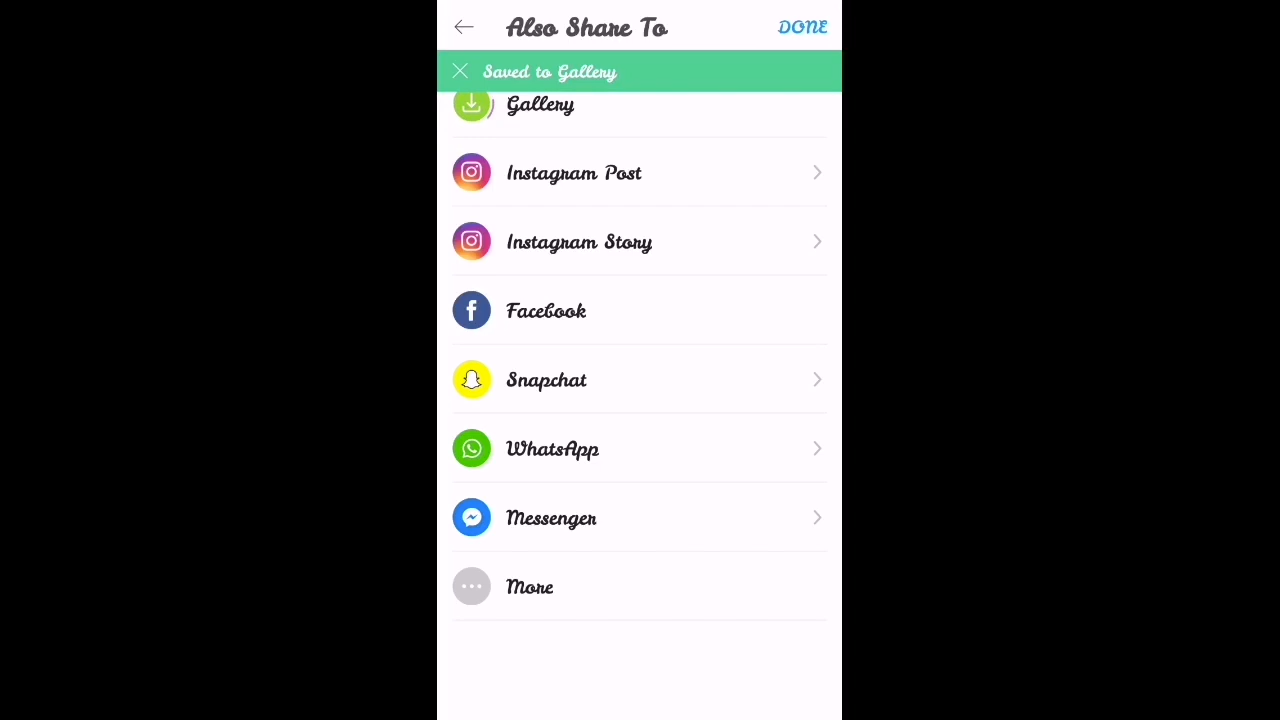 Also Share To
DONE
Saved to Gallery
Gallery
Instagram Post
Instagram Story
Facebook
Snapchat
WhatsApp
Messenger
More